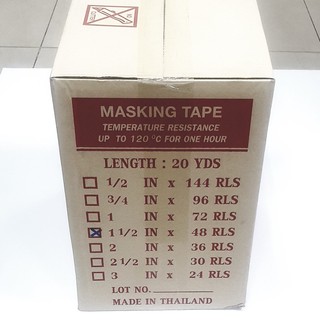 MASKING TAPE
TEMPERATURE RESISTANCE
UP TO 120 °C FOR ONE HOUR
LENGTH : 20 YDS
1/2 IN x 144 RLS
3/4 IN x 96 RLS
1 IN x 72 RLS
1 1/2 IN x 48 RLS
2 IN x 36 RLS
2 1/2 IN x 30 RLS
3 IN x 24 RLS
LOT NO.
MADE IN THAILAND